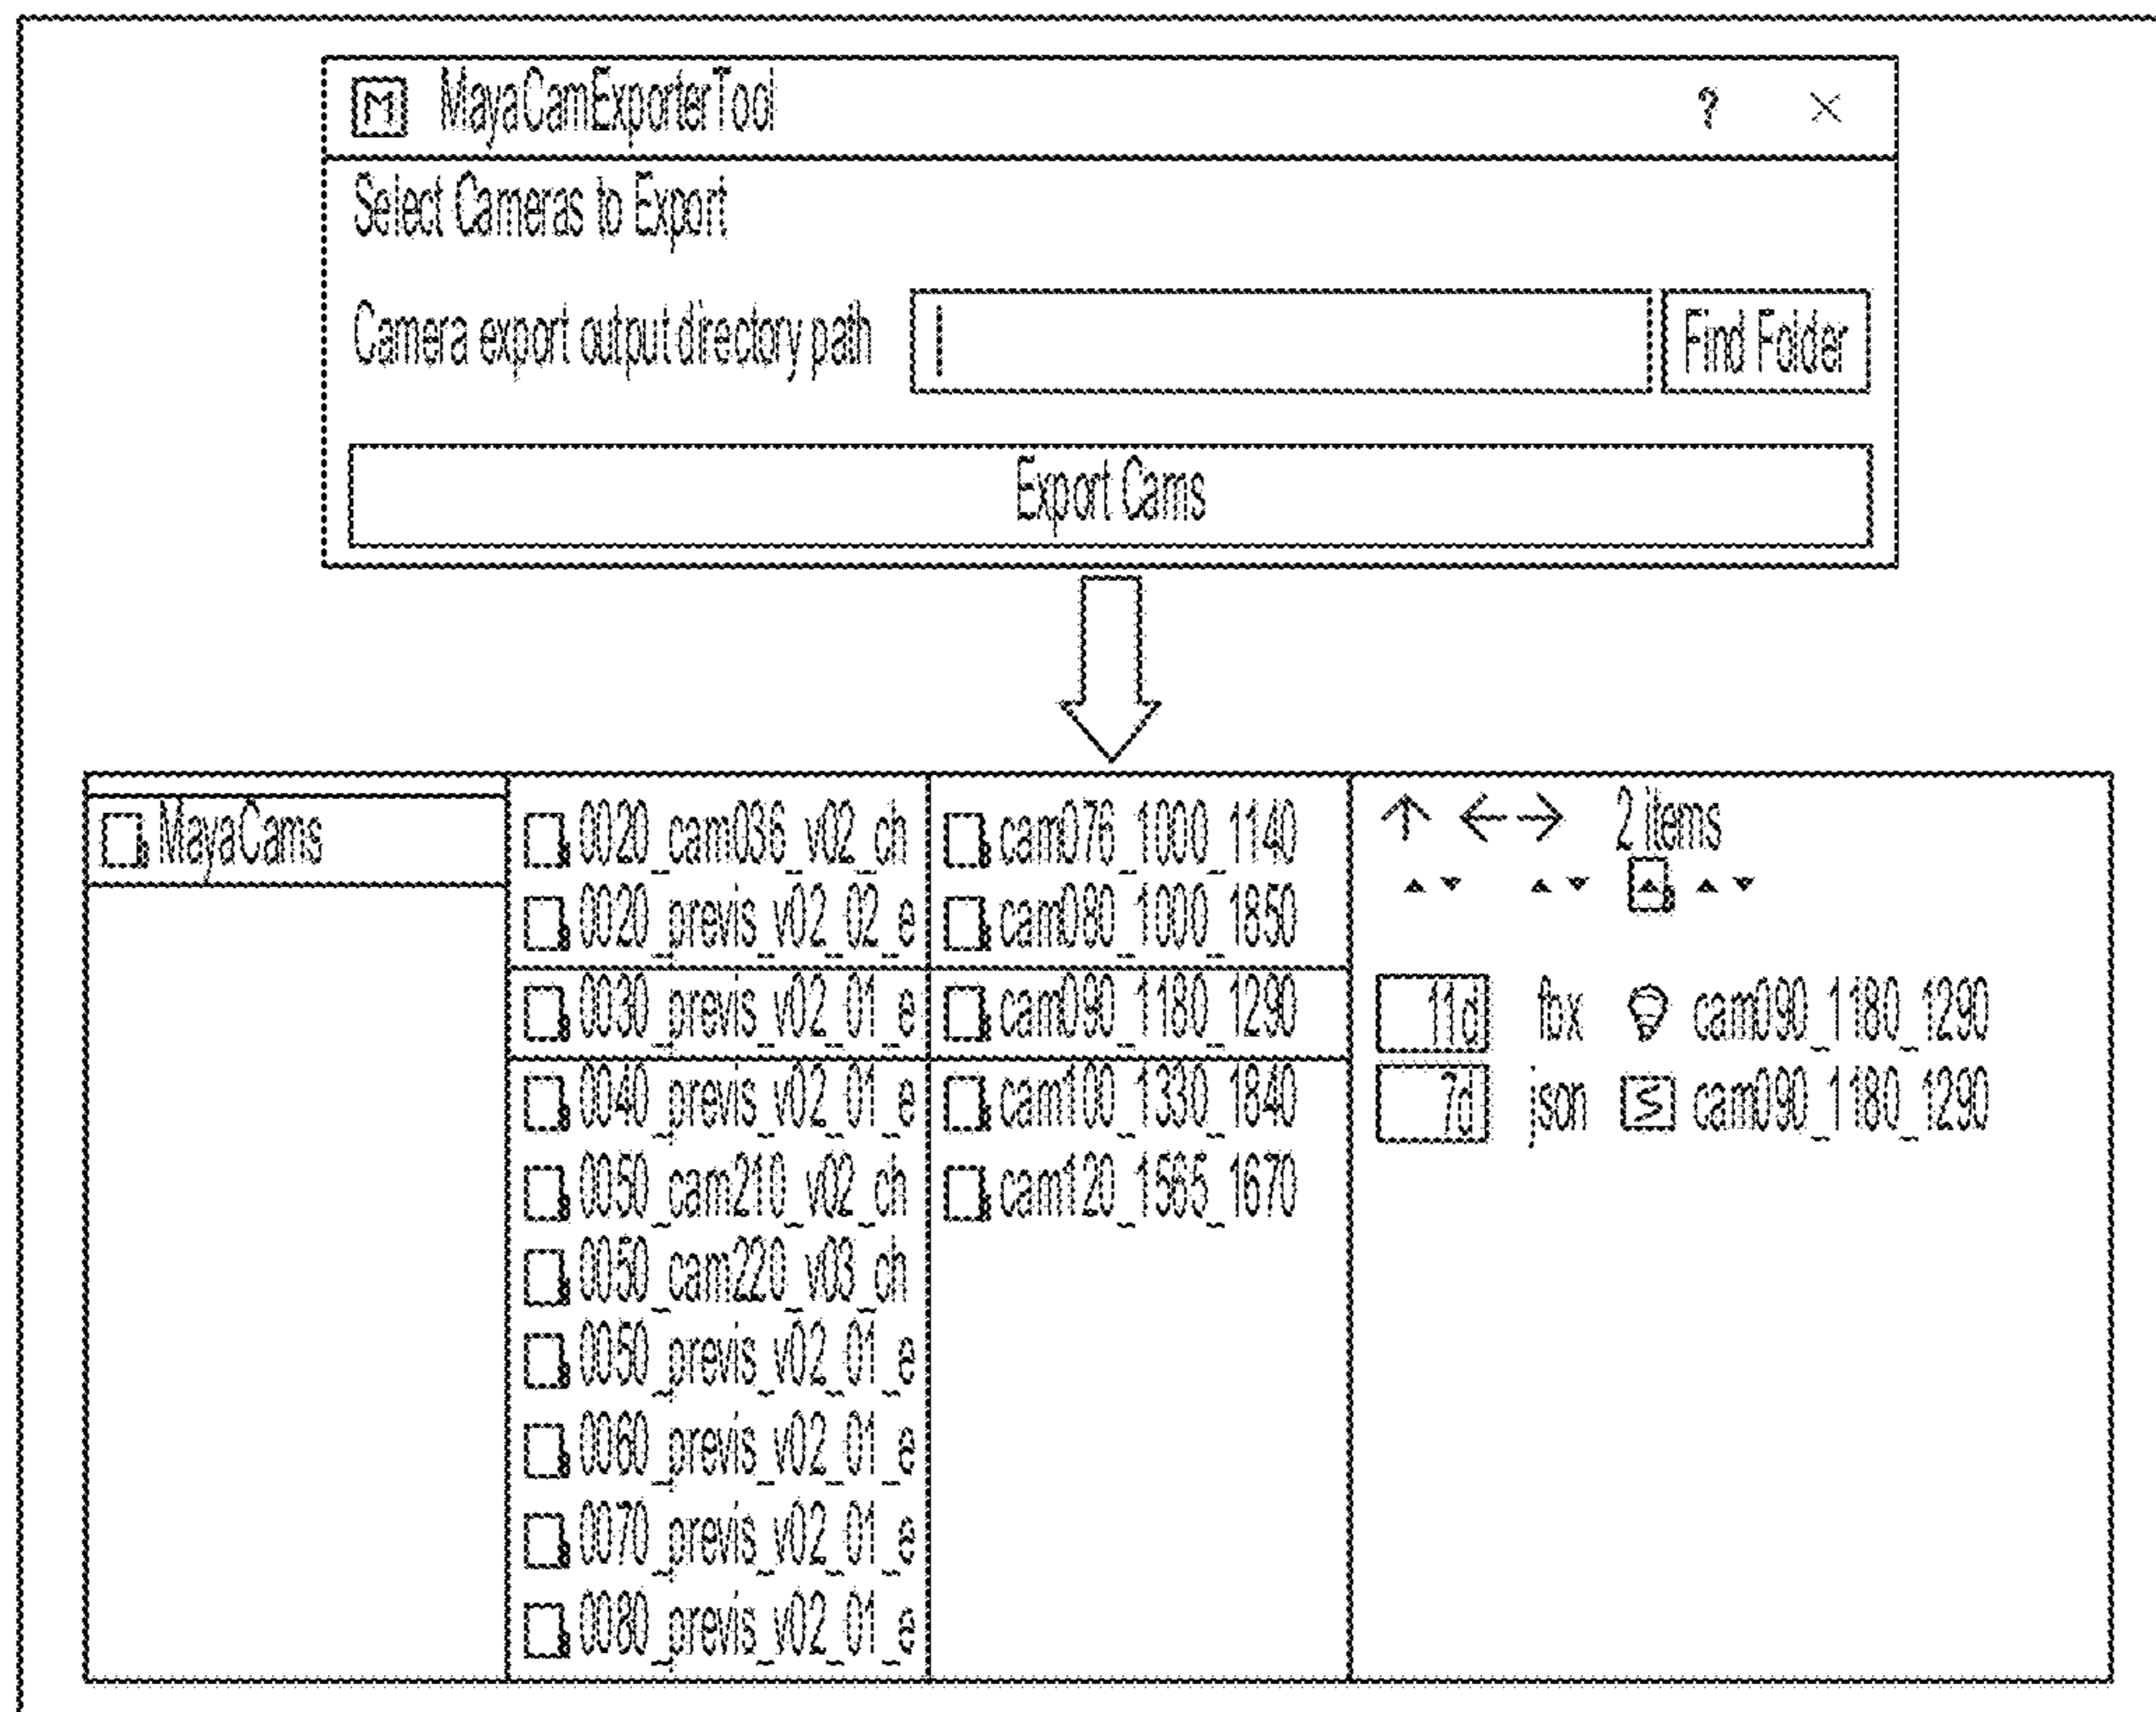 M MayaCamExporterTool ? ×
Select Cameras to Export
Camera export output directory path Find Folder
Export Cams
MayaCams
0020_cam036_v02_ch
0020_previs_v02_02_e
0030_previs_v02_01_e
0040_previs_v02_01_e
0050_cam210_v02_ch
0050_cam220_v03_ch
0050_previs_v02_01_e
0060_previs_v02_01_e
0070_previs_v02_01_e
0080_previs_v02_01_e
cam076_1000_1140
cam080_1000_1850
cam090_1180_1290
cam100_1330_1840
cam120_1565_1670
2 items
11d fbx cam090_1180_1290
7d json cam090_1180_1290